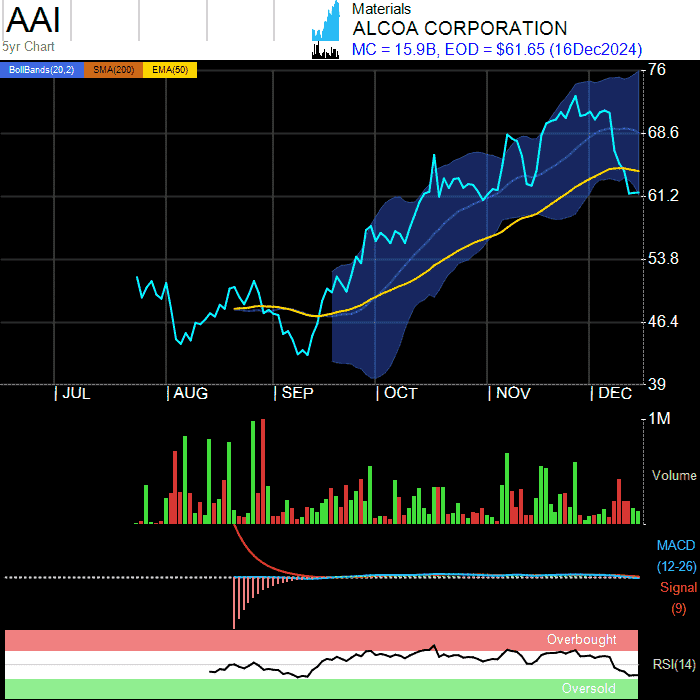 AAI
5yr Chart
Materials
ALCOA CORPORATION
MC = 15.9B, EOD = $61.65 (16Dec2024)
BollBands(20,2) SMA(200) EMA(50)
76
68.6
61.2
53.8
46.4
39
| JUL | AUG | SEP | OCT | NOV | DEC
1M
Volume
MACD
(12-26)
Signal
(9)
Overbought
RSI(14)
Oversold